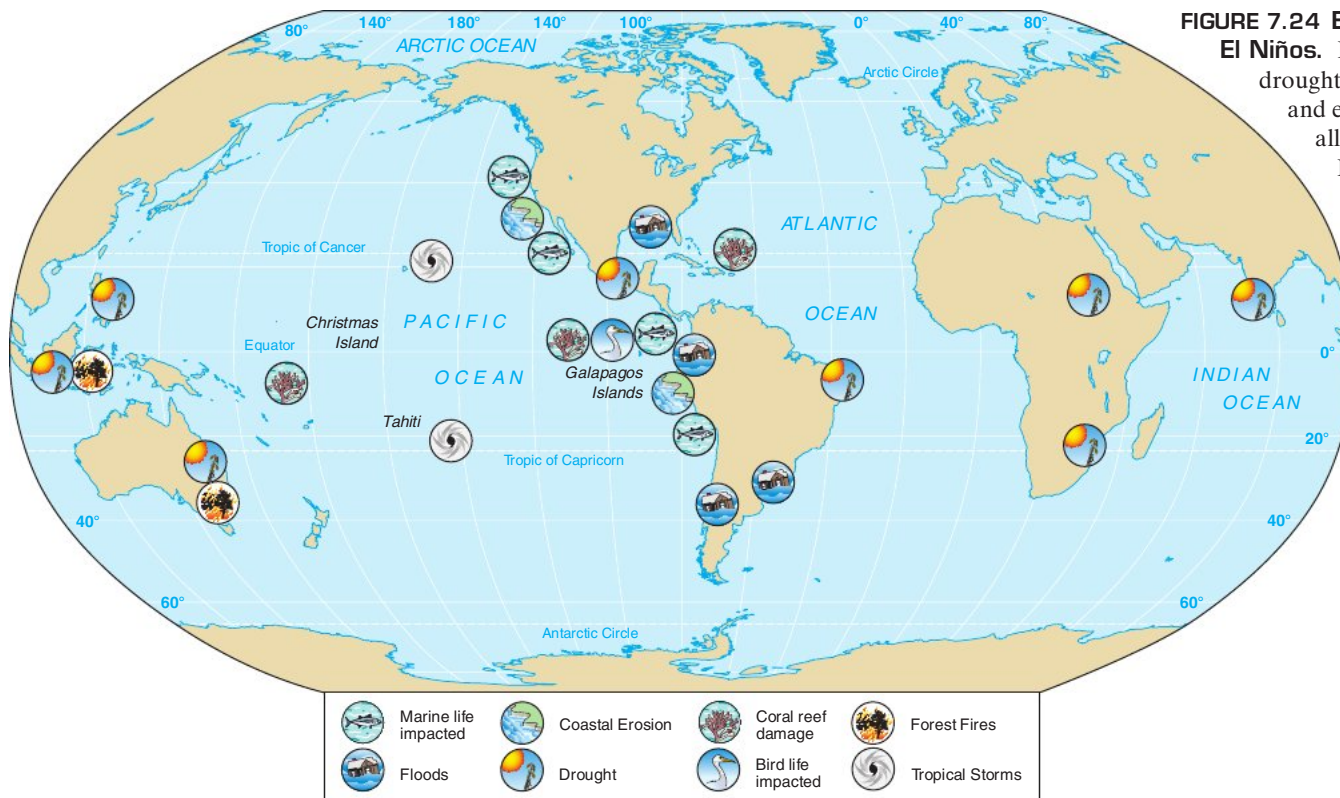 FIGURE 7.24 E
El Niños.
drought
and e
all
80°
140°
180°
140°
100°
0°
40°
80°
ARCTIC OCEAN
Arctic Circle
ATLANTIC
OCEAN
Tropic of Cancer
Christmas
Island
PACIFIC
OCEAN
Equator
Galapagos
Islands
0°
INDIAN
OCEAN
Tahiti
Tropic of Capricorn
20°
40°
40°
60°
60°
Antarctic Circle
Marine life
impacted
Coastal Erosion
Coral reef
damage
Forest Fires
Floods
Drought
Bird life
impacted
Tropical Storms